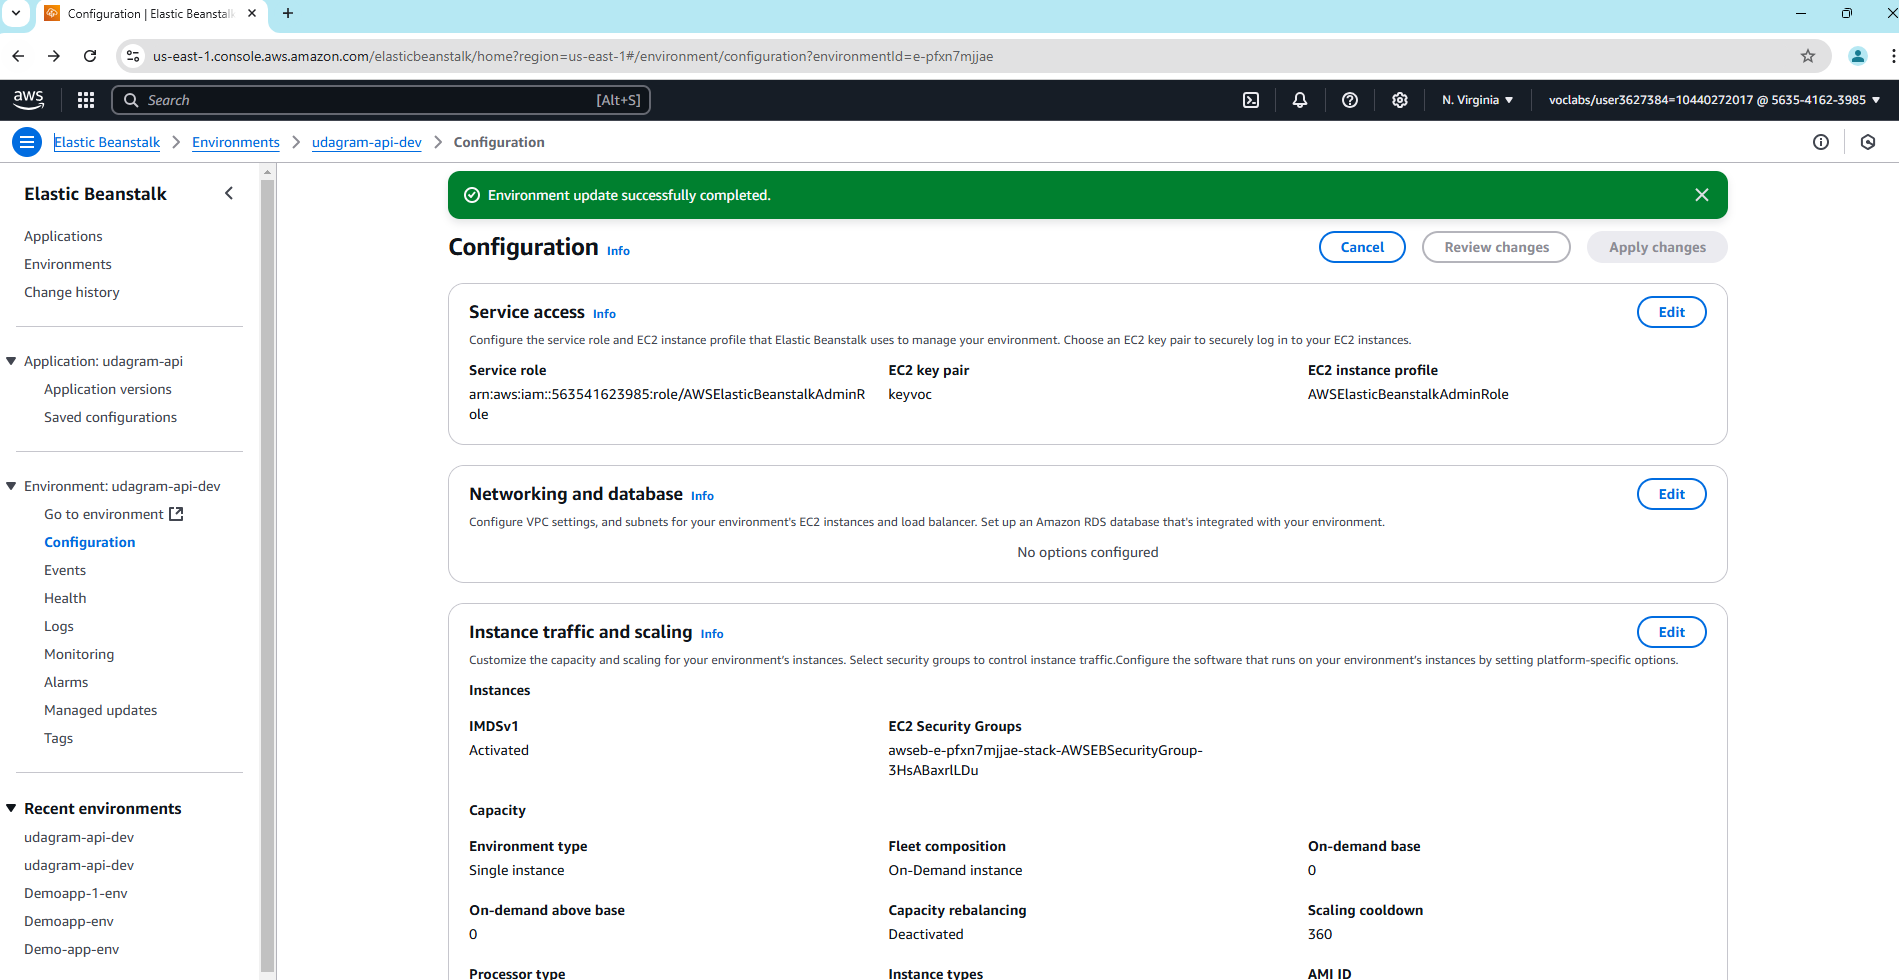 Configuration | Elastic Beanstalk
us-east-1.console.aws.amazon.com/elasticbeanstalk/home?region=us-east-1#/environment/configuration?environmentId=e-pfxn7mjjae
aws
Search
[Alt+S]
N. Virginia
voclabs/user3627384=10440272017 @ 5635-4162-3985
Elastic Beanstalk
Environments
udagram-api-dev
Configuration
Elastic Beanstalk
Applications
Environments
Change history
Application: udagram-api
Application versions
Saved configurations
Environment: udagram-api-dev
Go to environment
Configuration
Events
Health
Logs
Monitoring
Alarms
Managed updates
Tags
Recent environments
udagram-api-dev
udagram-api-dev
Demoapp-1-env
Demoapp-env
Demo-app-env
Environment update successfully completed.
Configuration Info
Cancel
Review changes
Apply changes
Service access Info
Edit
Configure the service role and EC2 instance profile that Elastic Beanstalk uses to manage your environment. Choose an EC2 key pair to securely log in to your EC2 instances.
Service role
arn:aws:iam::563541623985:role/AWSElasticBeanstalkAdminR
ole
EC2 key pair
keyvoc
EC2 instance profile
AWSElasticBeanstalkAdminRole
Networking and database Info
Edit
Configure VPC settings, and subnets for your environment's EC2 instances and load balancer. Set up an Amazon RDS database that's integrated with your environment.
No options configured
Instance traffic and scaling Info
Edit
Customize the capacity and scaling for your environment's instances. Select security groups to control instance traffic.Configure the software that runs on your environment's instances by setting platform-specific options.
Instances
IMDSv1
Activated
EC2 Security Groups
awseb-e-pfxn7mjjae-stack-AWSEBSecurityGroup-
3HsABaxrlLDu
Capacity
Environment type
Single instance
Fleet composition
On-Demand instance
On-demand base
0
On-demand above base
0
Capacity rebalancing
Deactivated
Scaling cooldown
360
Processor type
Instance types
AMI ID